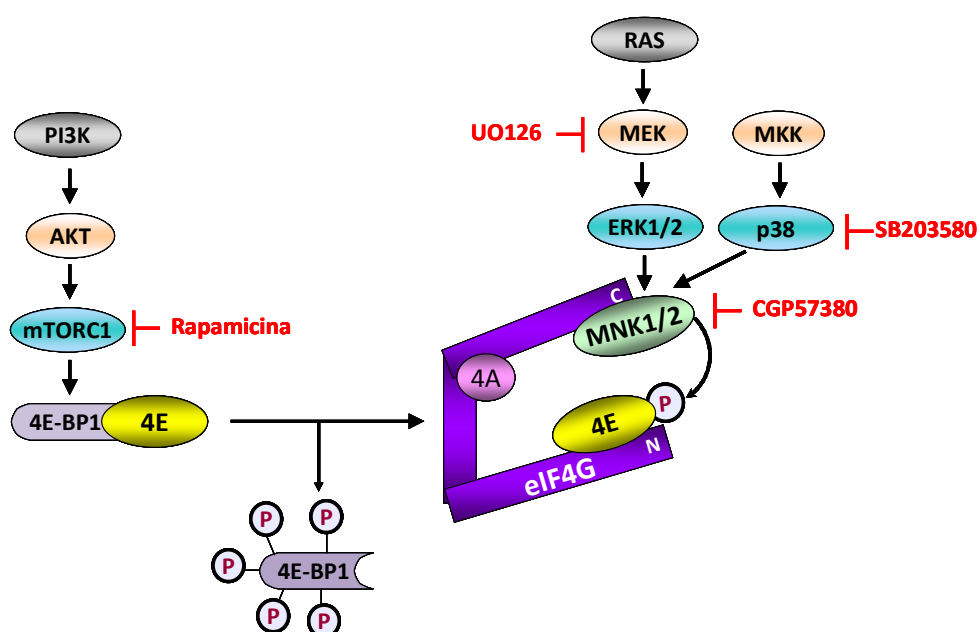 RAS
UO126
MEK
MKK
PI3K
AKT
ERK1/2
p38
SB203580
mTORC1
Rapamicina
C
MNK1/2
CGP57380
4A
4E-BP1
4E
4E
P
eIF4G
N
P
P
P
4E-BP1
P
P